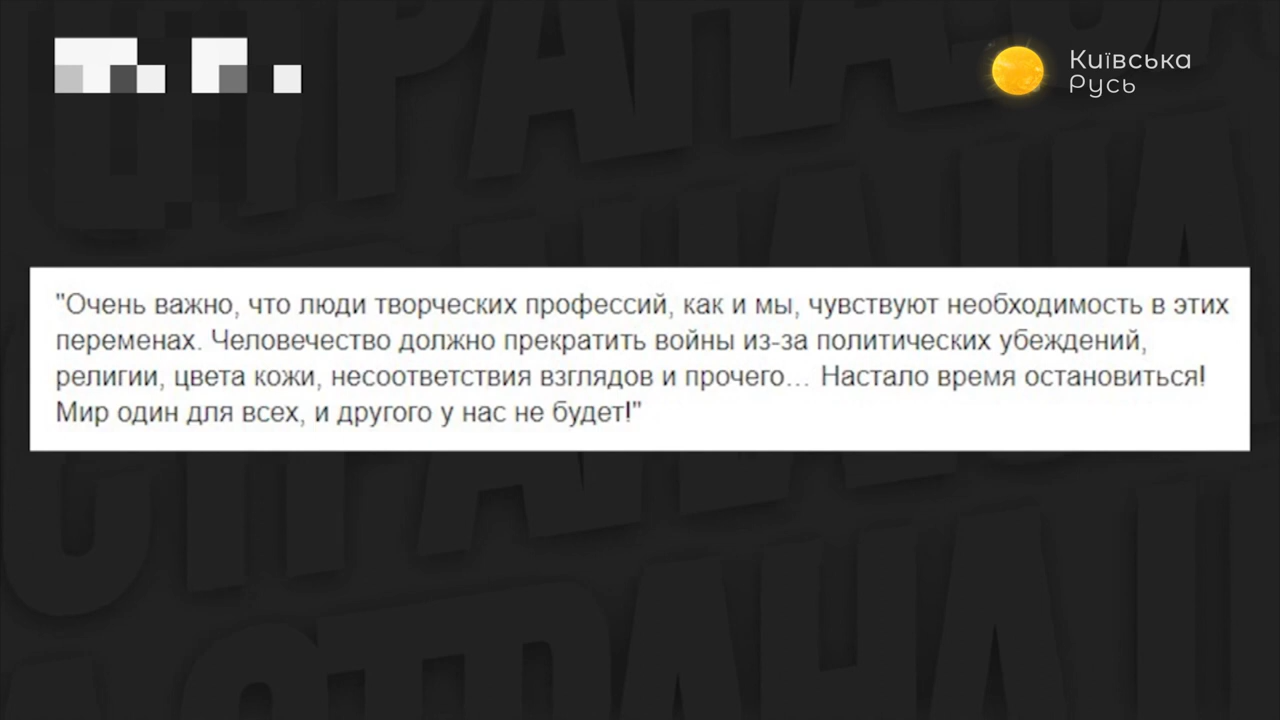 Київська
Русь
"Очень важно, что люди творческих профессий, как и мы, чувствуют необходимость в этих
переменах. Человечество должно прекратить войны из-за политических убеждений,
религии, цвета кожи, несоответствия взглядов и прочего… Настало время остановиться!
Мир один для всех, и другого у нас не будет!"